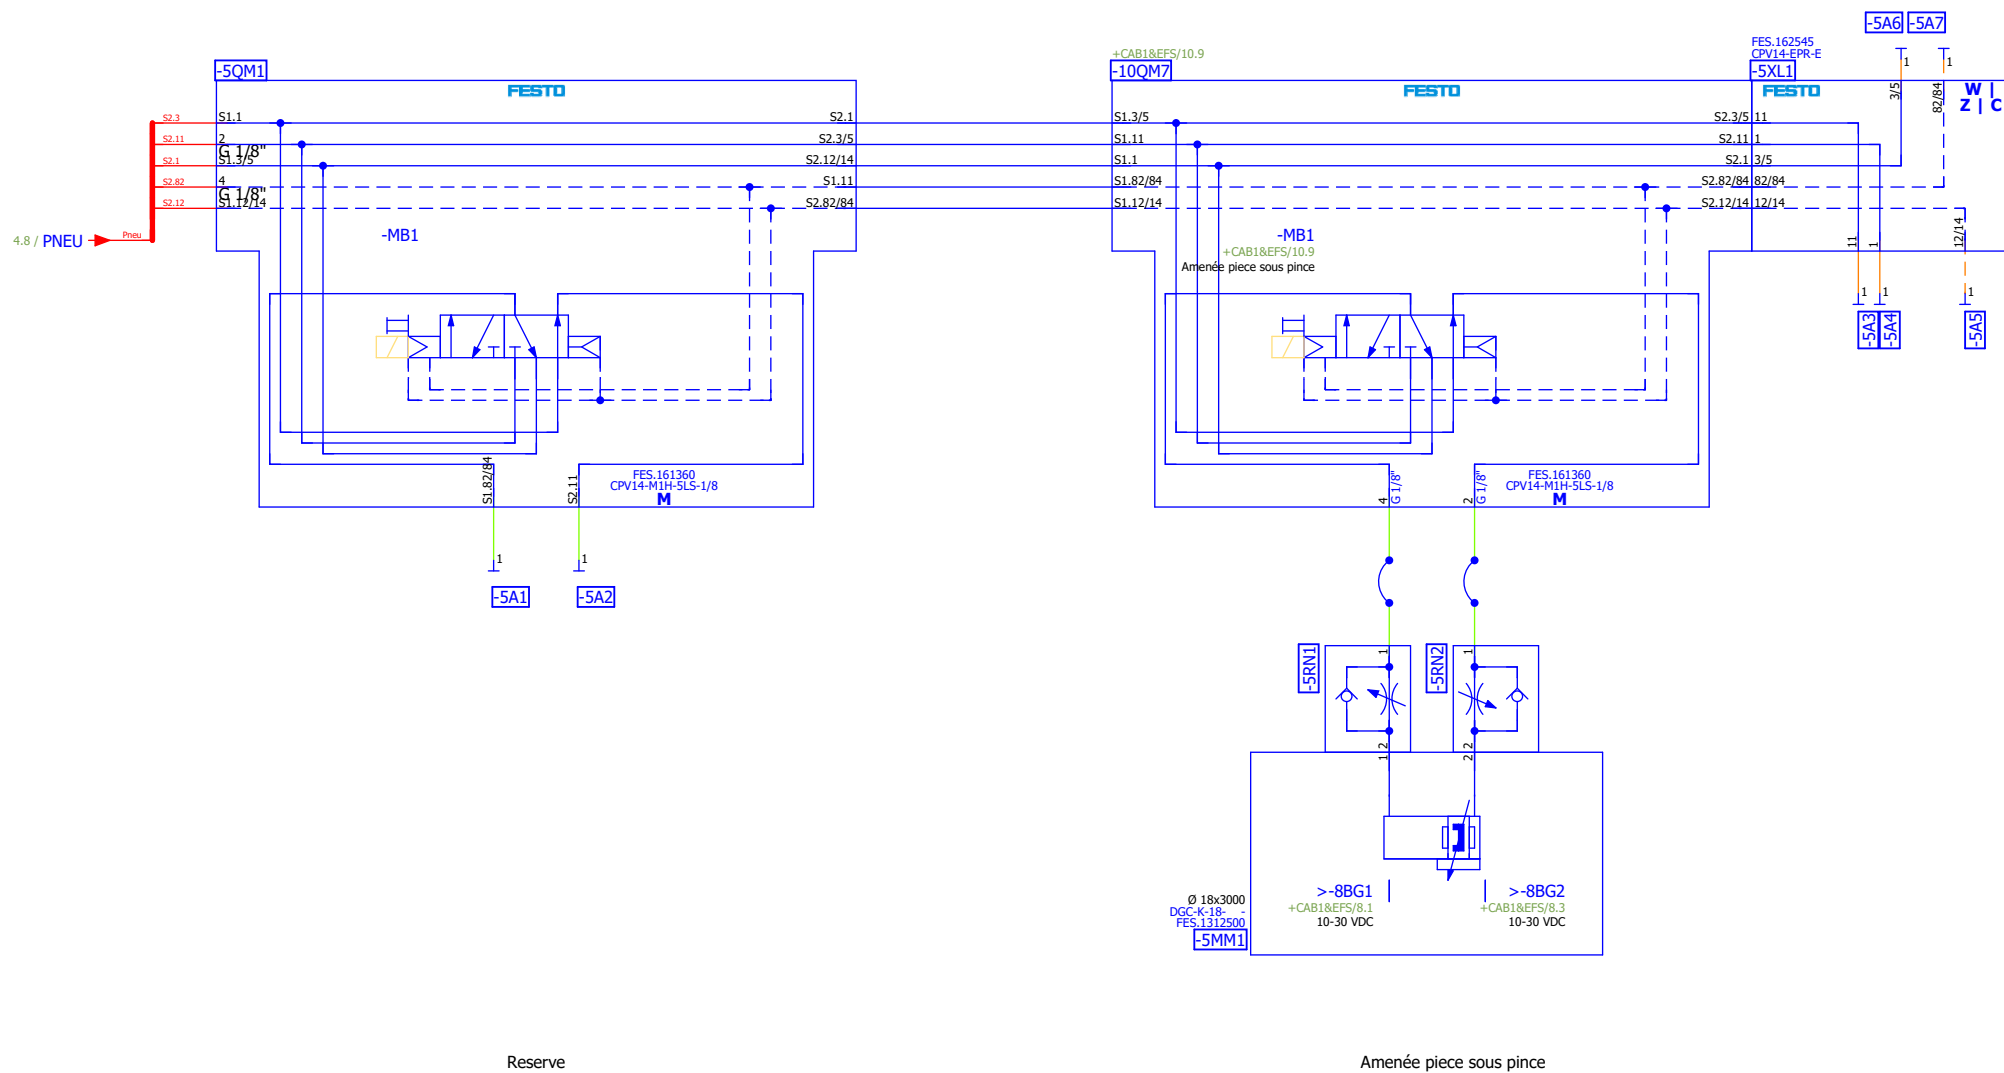 -5A6 -5A7
+CAB1&EFS/10.9
FES.162545
CPV14-EPR-E
-5QM1
-10QM7
-5XL1
1 1
FESTO
FESTO
FESTO
3/5
82/84
W |
Z | C
S2.3
S1.1
S2.1
S1.3/5
S2.3/5 11
S2.11
2
G 1/8"
S2.3/5
S1.11
S2.11 1
S2.1
S1.3/5
S2.12/14
S1.1
S2.1 3/5
S2.82
4
G 1/8"
S1.11
S1.82/84
S2.82/84 82/84
S2.12
S1.12/14
S2.82/84
S1.12/14
S2.12/14 12/14
4.8 / PNEU
Pneu
-MB1
-MB1
+CAB1&EFS/10.9
Amenée piece sous pince
11
1
12/14
1 1 1
-5A3
-5A4
-5A5
S1.82/84
S2.11
FES.161360
CPV14-M1H-5LS-1/8
M
4
G 1/8"
2
G 1/8"
FES.161360
CPV14-M1H-5LS-1/8
M
1 1
-5A1 -5A2
-5RN1
1
-5RN2
1
2 2
1 2
>-8BG1
+CAB1&EFS/8.1
10-30 VDC
>-8BG2
+CAB1&EFS/8.3
10-30 VDC
Ø 18x3000
DGC-K-18- -
FES.1312500
-5MM1
Reserve
Amenée piece sous pince